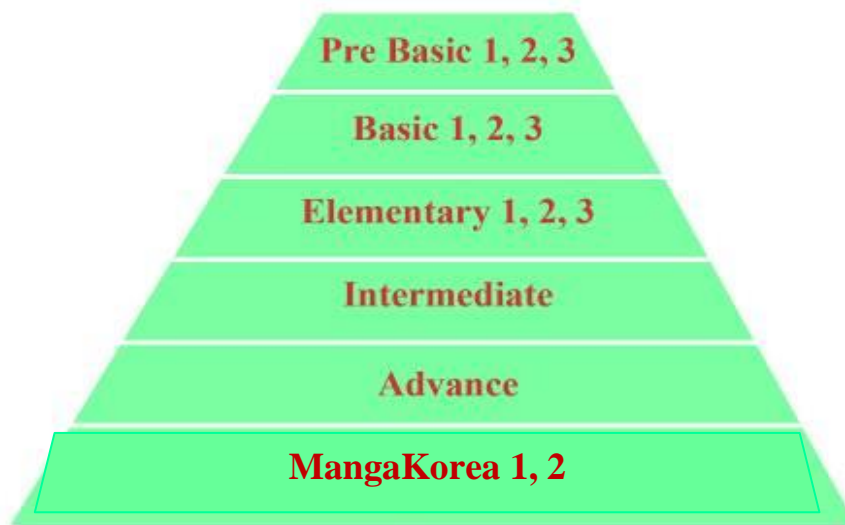 Pre Basic 1, 2, 3
Basic 1, 2, 3
Elementary 1, 2, 3
Intermediate
Advance
MangaKorea 1, 2